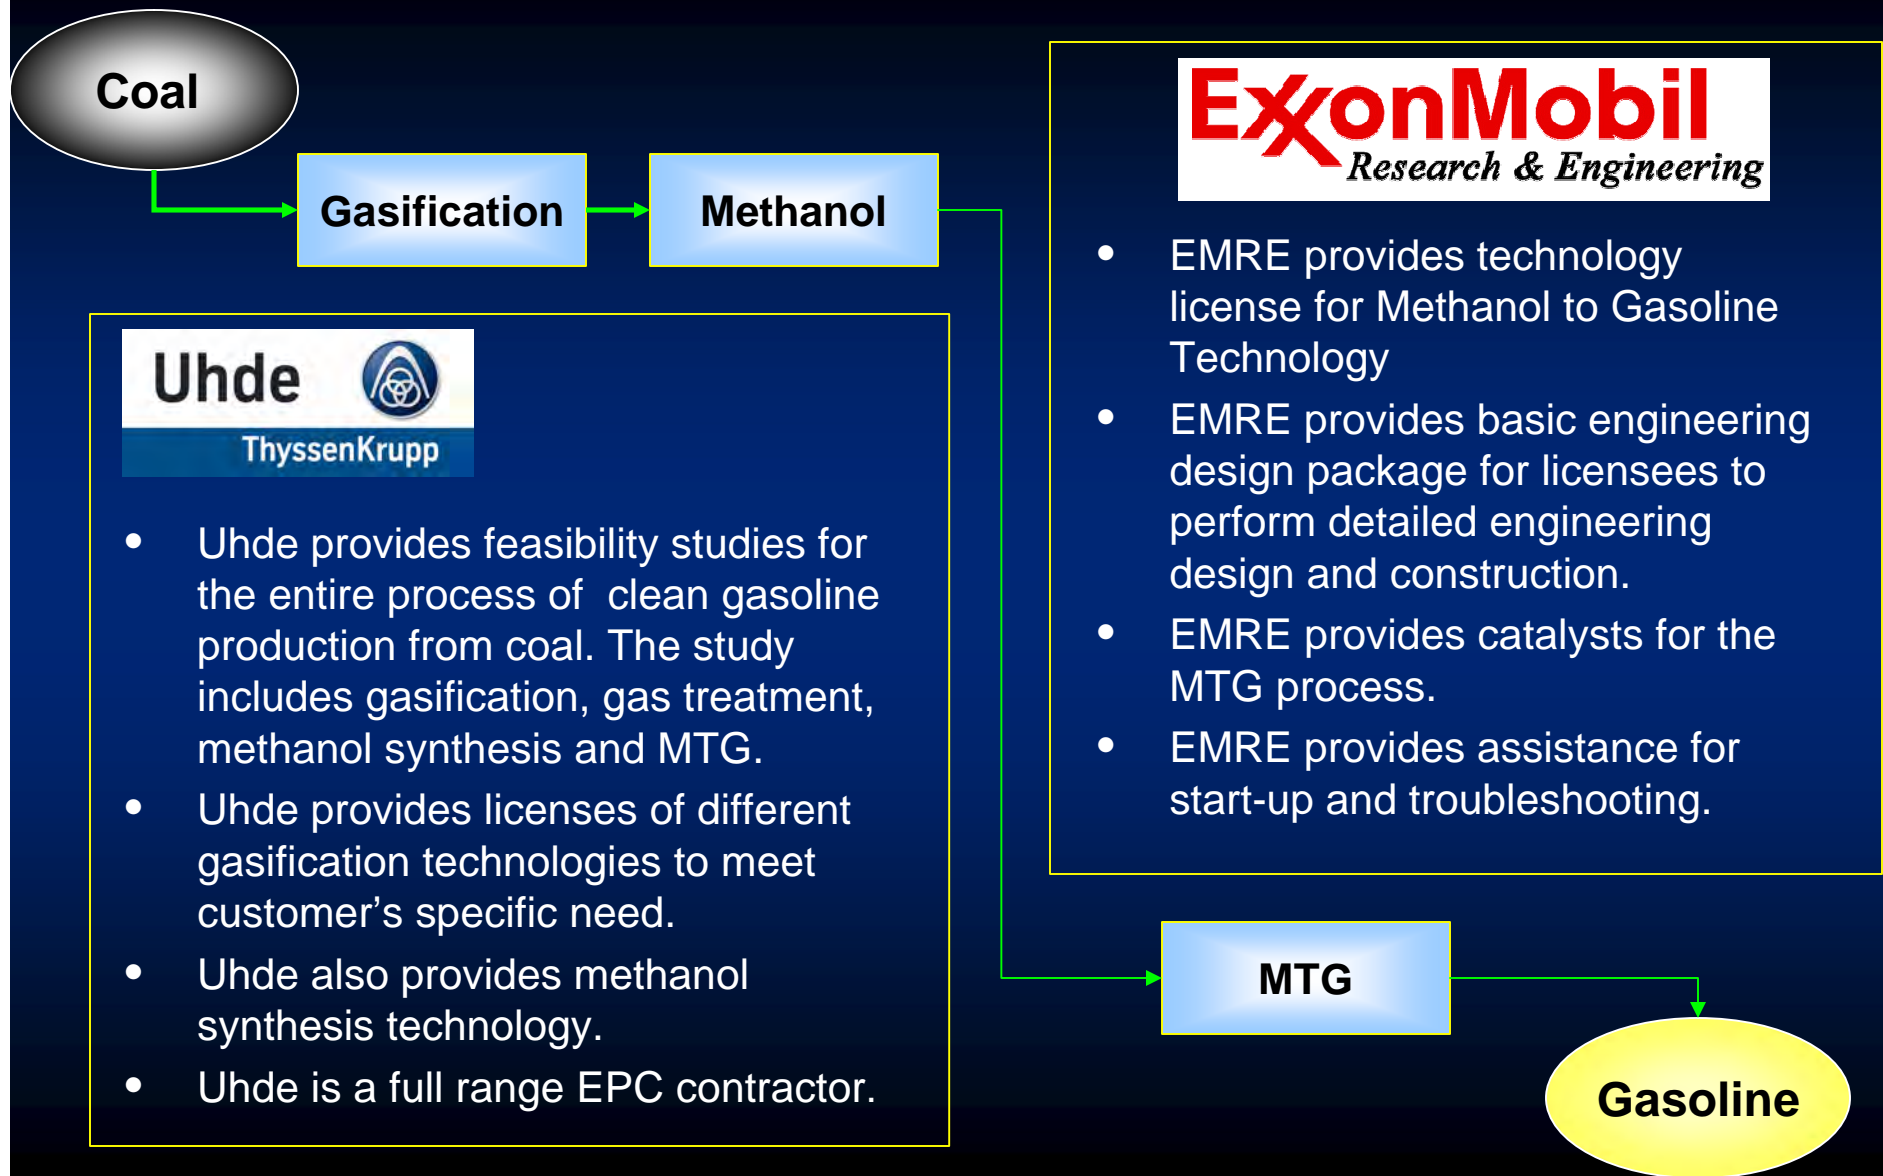 Coal
Gasification
Methanol
Uhde
ThyssenKrupp
• Uhde provides feasibility studies for
the entire process of clean gasoline
production from coal. The study
includes gasification, gas treatment,
methanol synthesis and MTG.
• Uhde provides licenses of different
gasification technologies to meet
customer’s specific need.
• Uhde also provides methanol
synthesis technology.
• Uhde is a full range EPC contractor.
ExxonMobil
Research & Engineering
• EMRE provides technology
license for Methanol to Gasoline
Technology
• EMRE provides basic engineering
design package for licensees to
perform detailed engineering
design and construction.
• EMRE provides catalysts for the
MTG process.
• EMRE provides assistance for
start-up and troubleshooting.
MTG
Gasoline